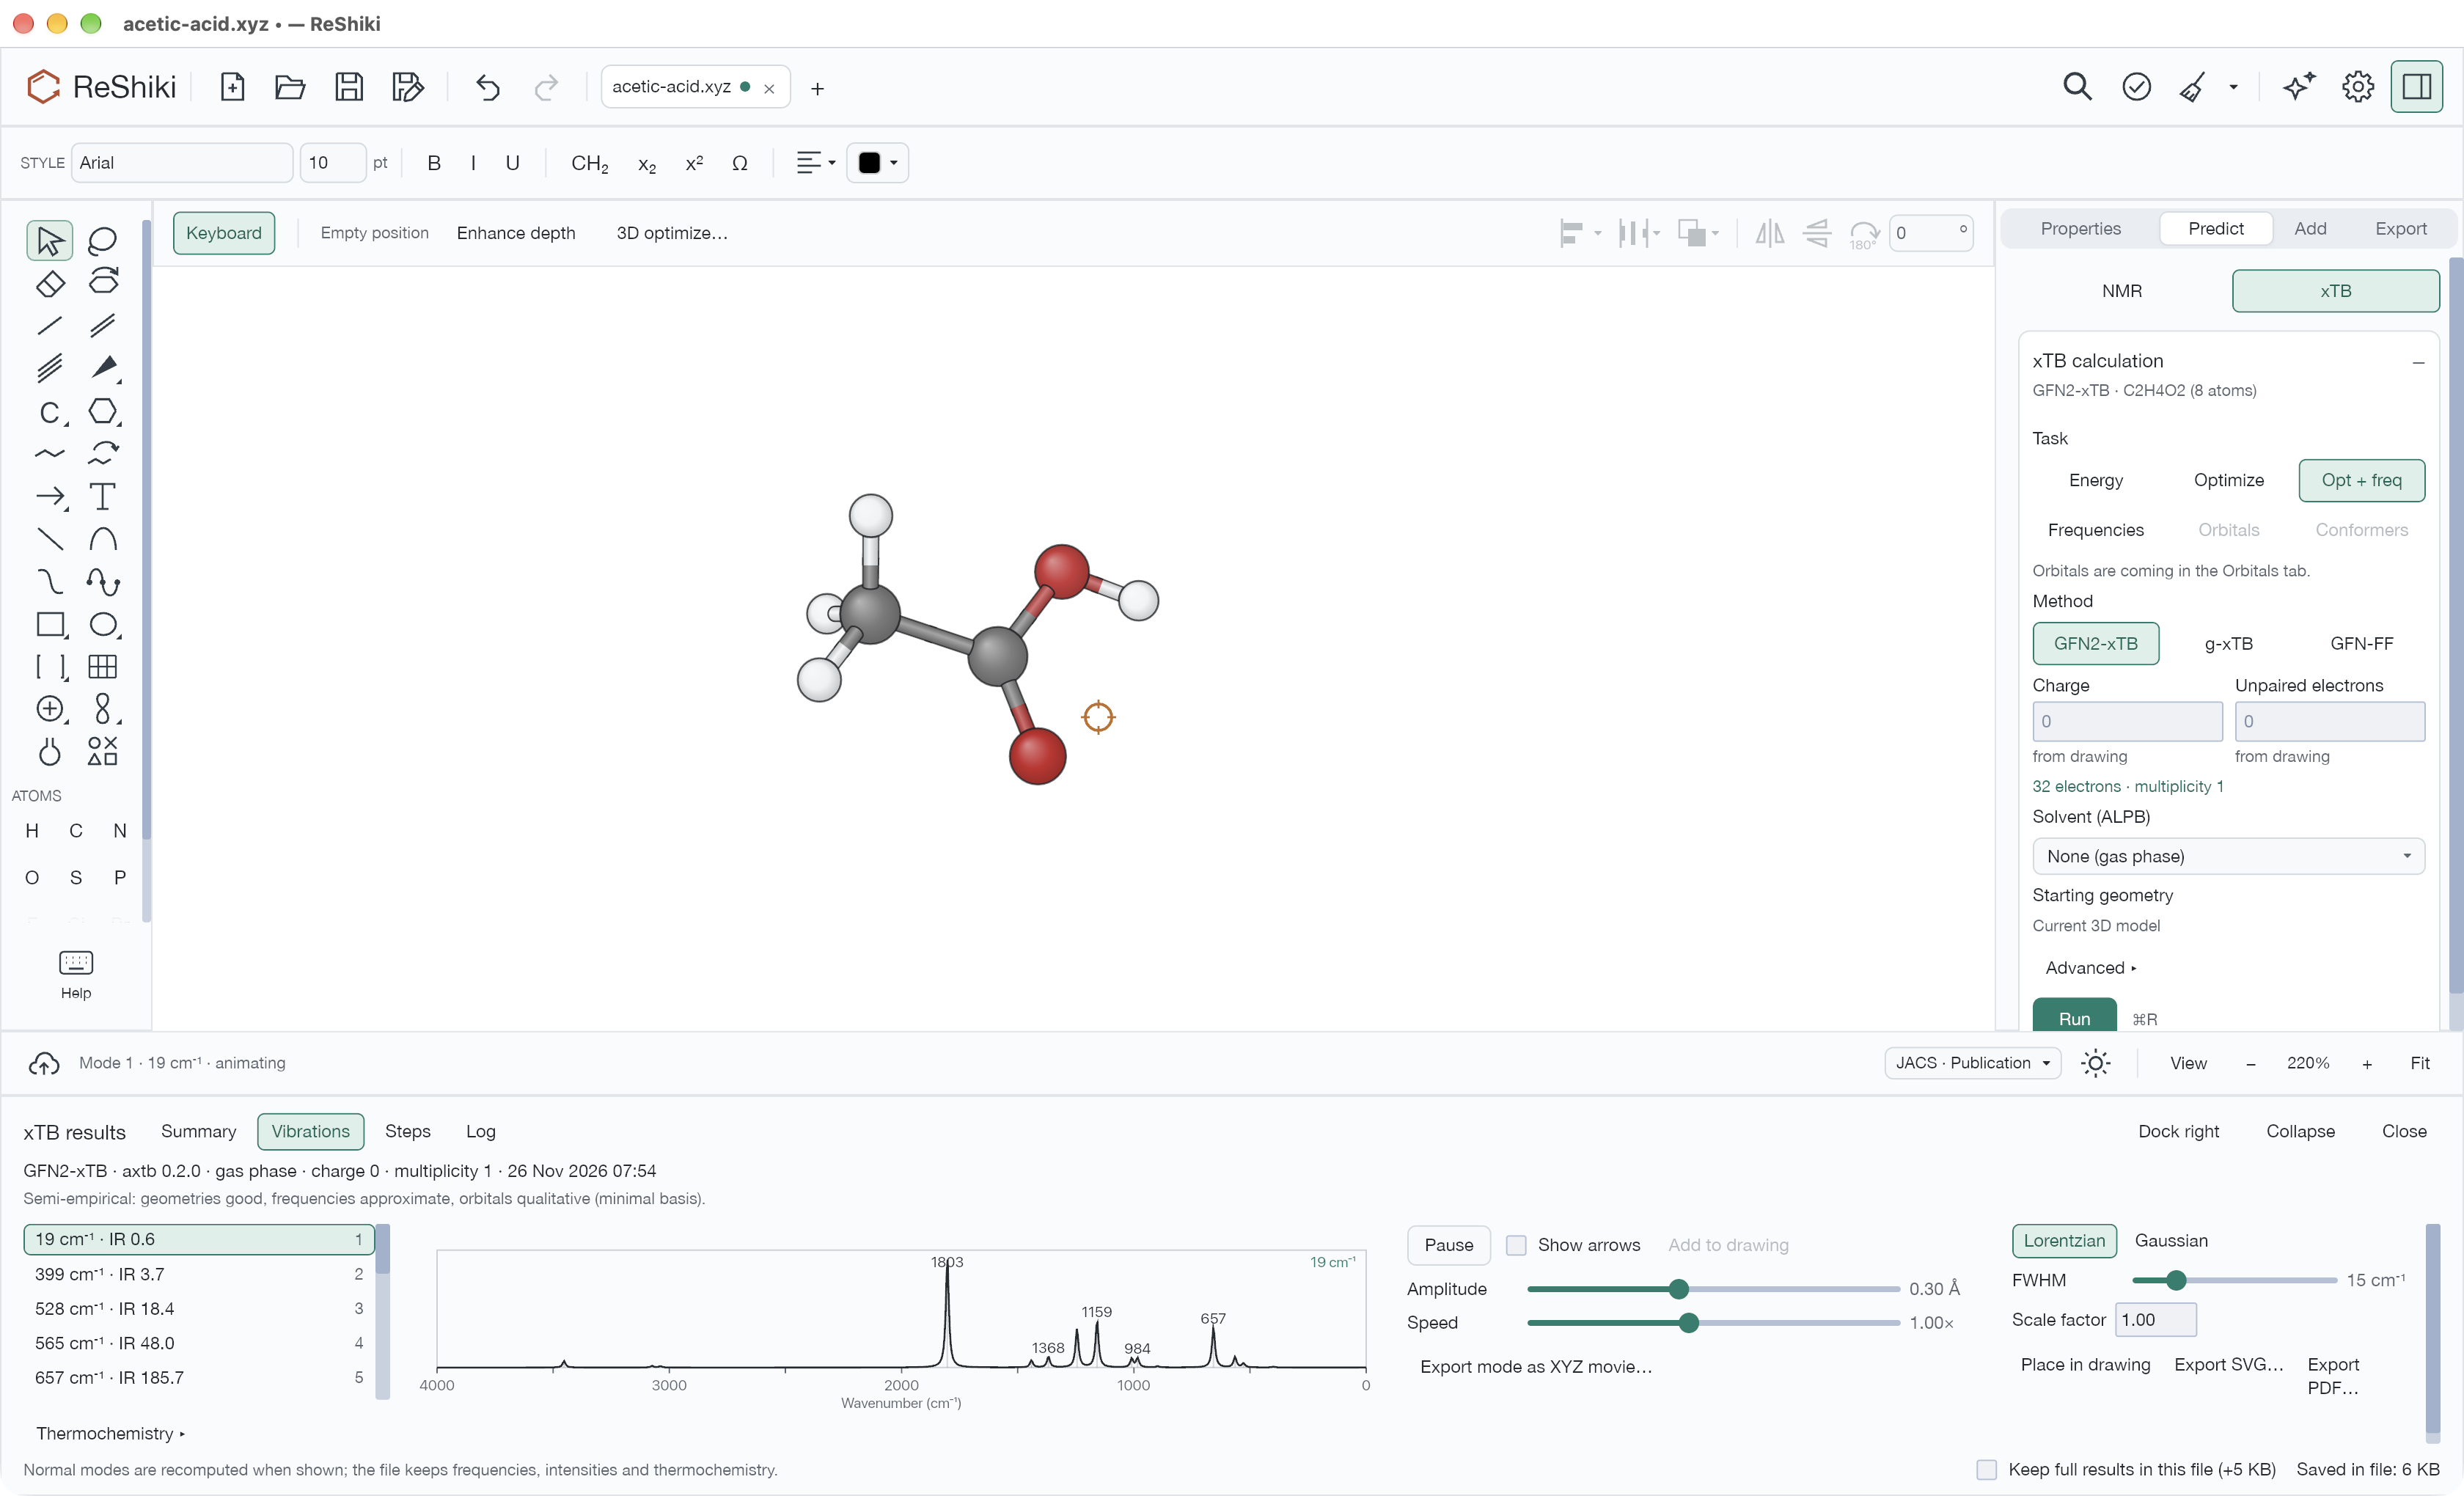 acetic-acid.xyz • — ReShiki
ReShiki
acetic-acid.xyz
STYLE Arial 10 pt B I U CH₂ x₂ x² Ω
Keyboard Empty position Enhance depth 3D optimize… 180° 0 °
Properties Predict Add Export
NMR xTB
xTB calculation
GFN2-xTB · C2H4O2 (8 atoms)
Task
Energy Optimize Opt + freq
Frequencies Orbitals Conformers
Orbitals are coming in the Orbitals tab.
Method
GFN2-xTB g-xTB GFN-FF
Charge Unpaired electrons
0 0
from drawing from drawing
32 electrons · multiplicity 1
Solvent (ALPB)
None (gas phase)
Starting geometry
Current 3D model
Advanced ▸
Run ⌘R
C
T
ATOMS
H C N
O S P
Help
Mode 1 · 19 cm⁻¹ · animating
JACS · Publication View − 220% + Fit
xTB results Summary Vibrations Steps Log Dock right Collapse Close
GFN2-xTB · axtb 0.2.0 · gas phase · charge 0 · multiplicity 1 · 26 Nov 2026 07:54
Semi-empirical: geometries good, frequencies approximate, orbitals qualitative (minimal basis).
19 cm⁻¹ · IR 0.6 1
399 cm⁻¹ · IR 3.7 2
528 cm⁻¹ · IR 18.4 3
565 cm⁻¹ · IR 48.0 4
657 cm⁻¹ · IR 185.7 5
1803 19 cm⁻¹
1159
657
1368 984
4000 3000 2000 1000 0
Wavenumber (cm⁻¹)
Pause Show arrows Add to drawing
Amplitude 0.30 Å
Speed 1.00×
Export mode as XYZ movie…
Lorentzian Gaussian
FWHM 15 cm⁻¹
Scale factor 1.00
Place in drawing Export SVG… Export
PDF…
Thermochemistry ▸
Normal modes are recomputed when shown; the file keeps frequencies, intensities and thermochemistry.
Keep full results in this file (+5 KB) Saved in file: 6 KB